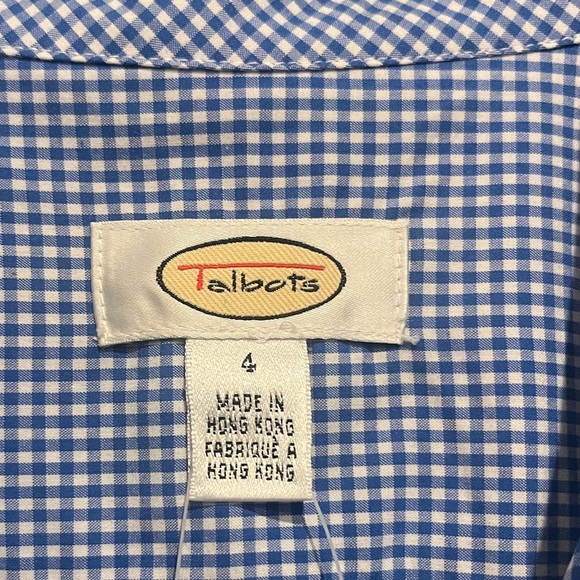 Talbots
4
MADE IN
HONG KONG
FABRIQUÉ A
HONG KONG